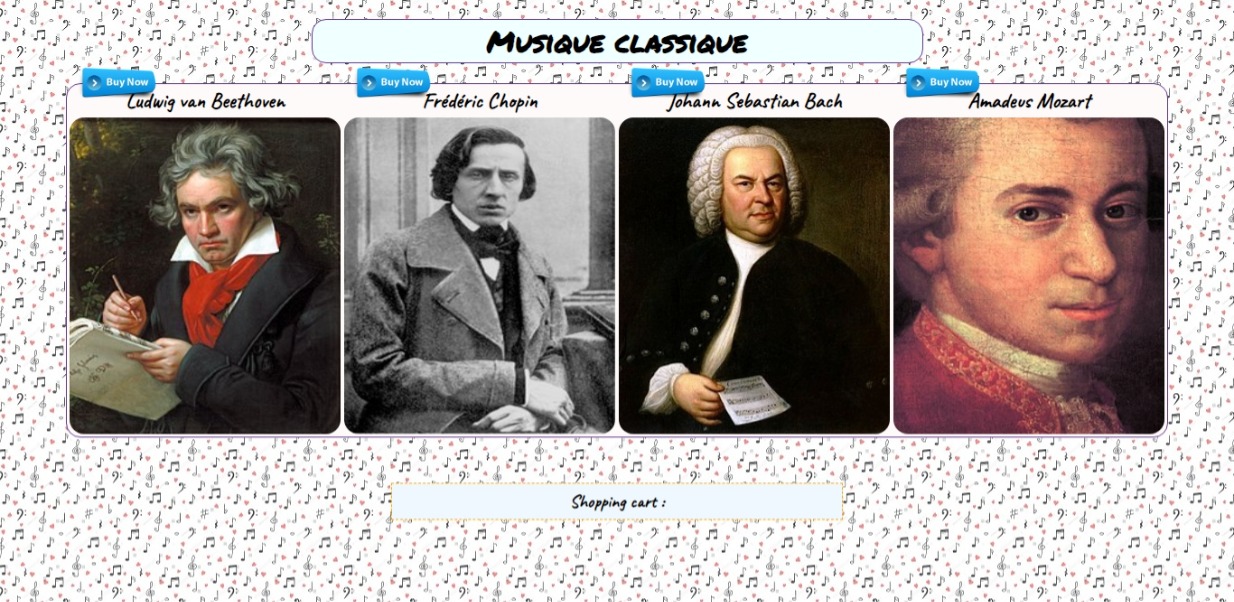 Musique classique
Buy Now
Buy Now
Buy Now
Buy Now
Ludwig van Beethoven
Frédéric Chopin
Johann Sebastian Bach
Amadeus Mozart
Shopping cart :